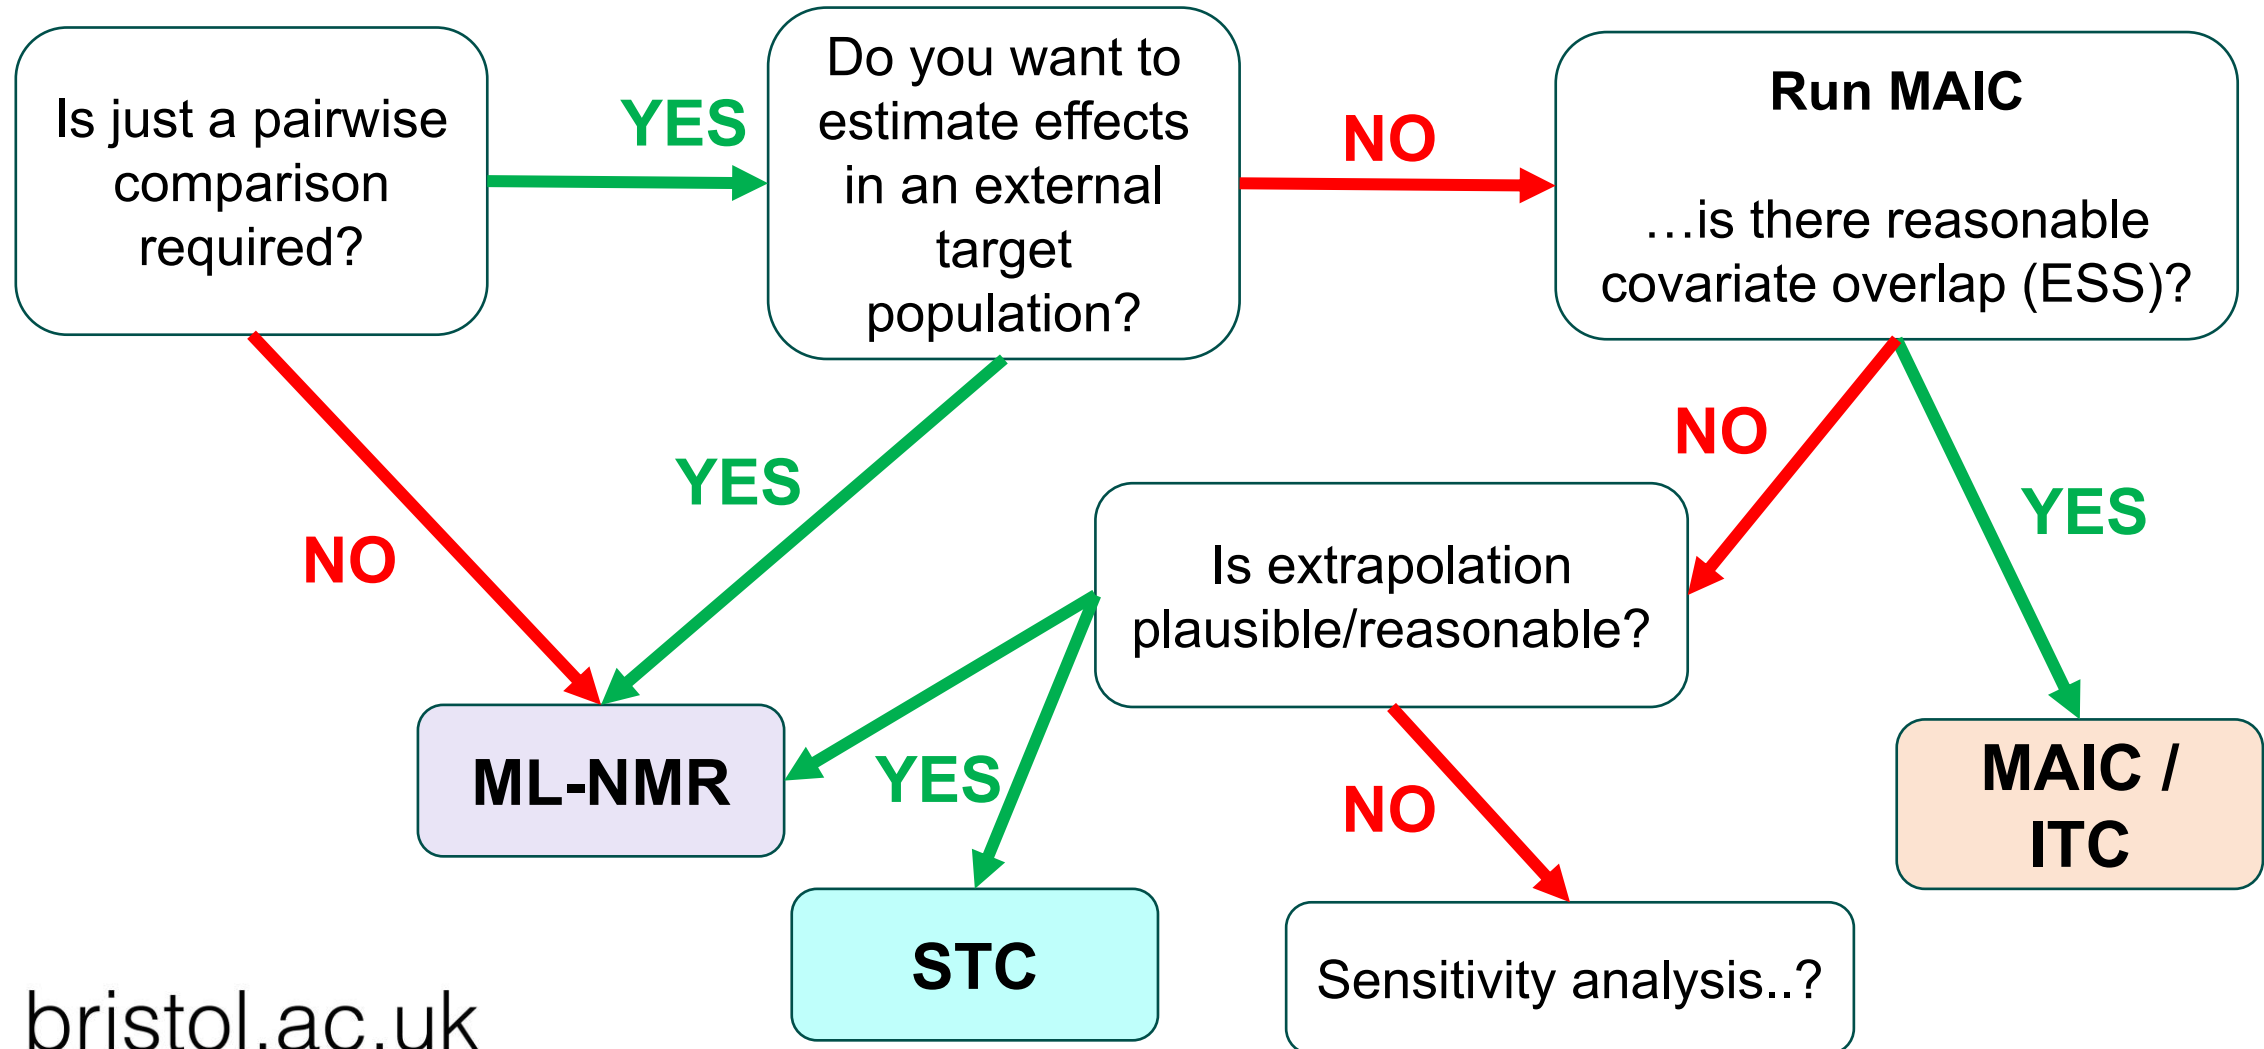 Is just a pairwise
comparison
required?
YES
Do you want to
estimate effects
in an external
target
population?
NO
Run MAIC
…is there reasonable
covariate overlap (ESS)?
NO
YES
NO
YES
Is extrapolation
plausible/reasonable?
ML-NMR
YES
NO
MAIC /
ITC
STC
Sensitivity analysis..?
bristol.ac.uk